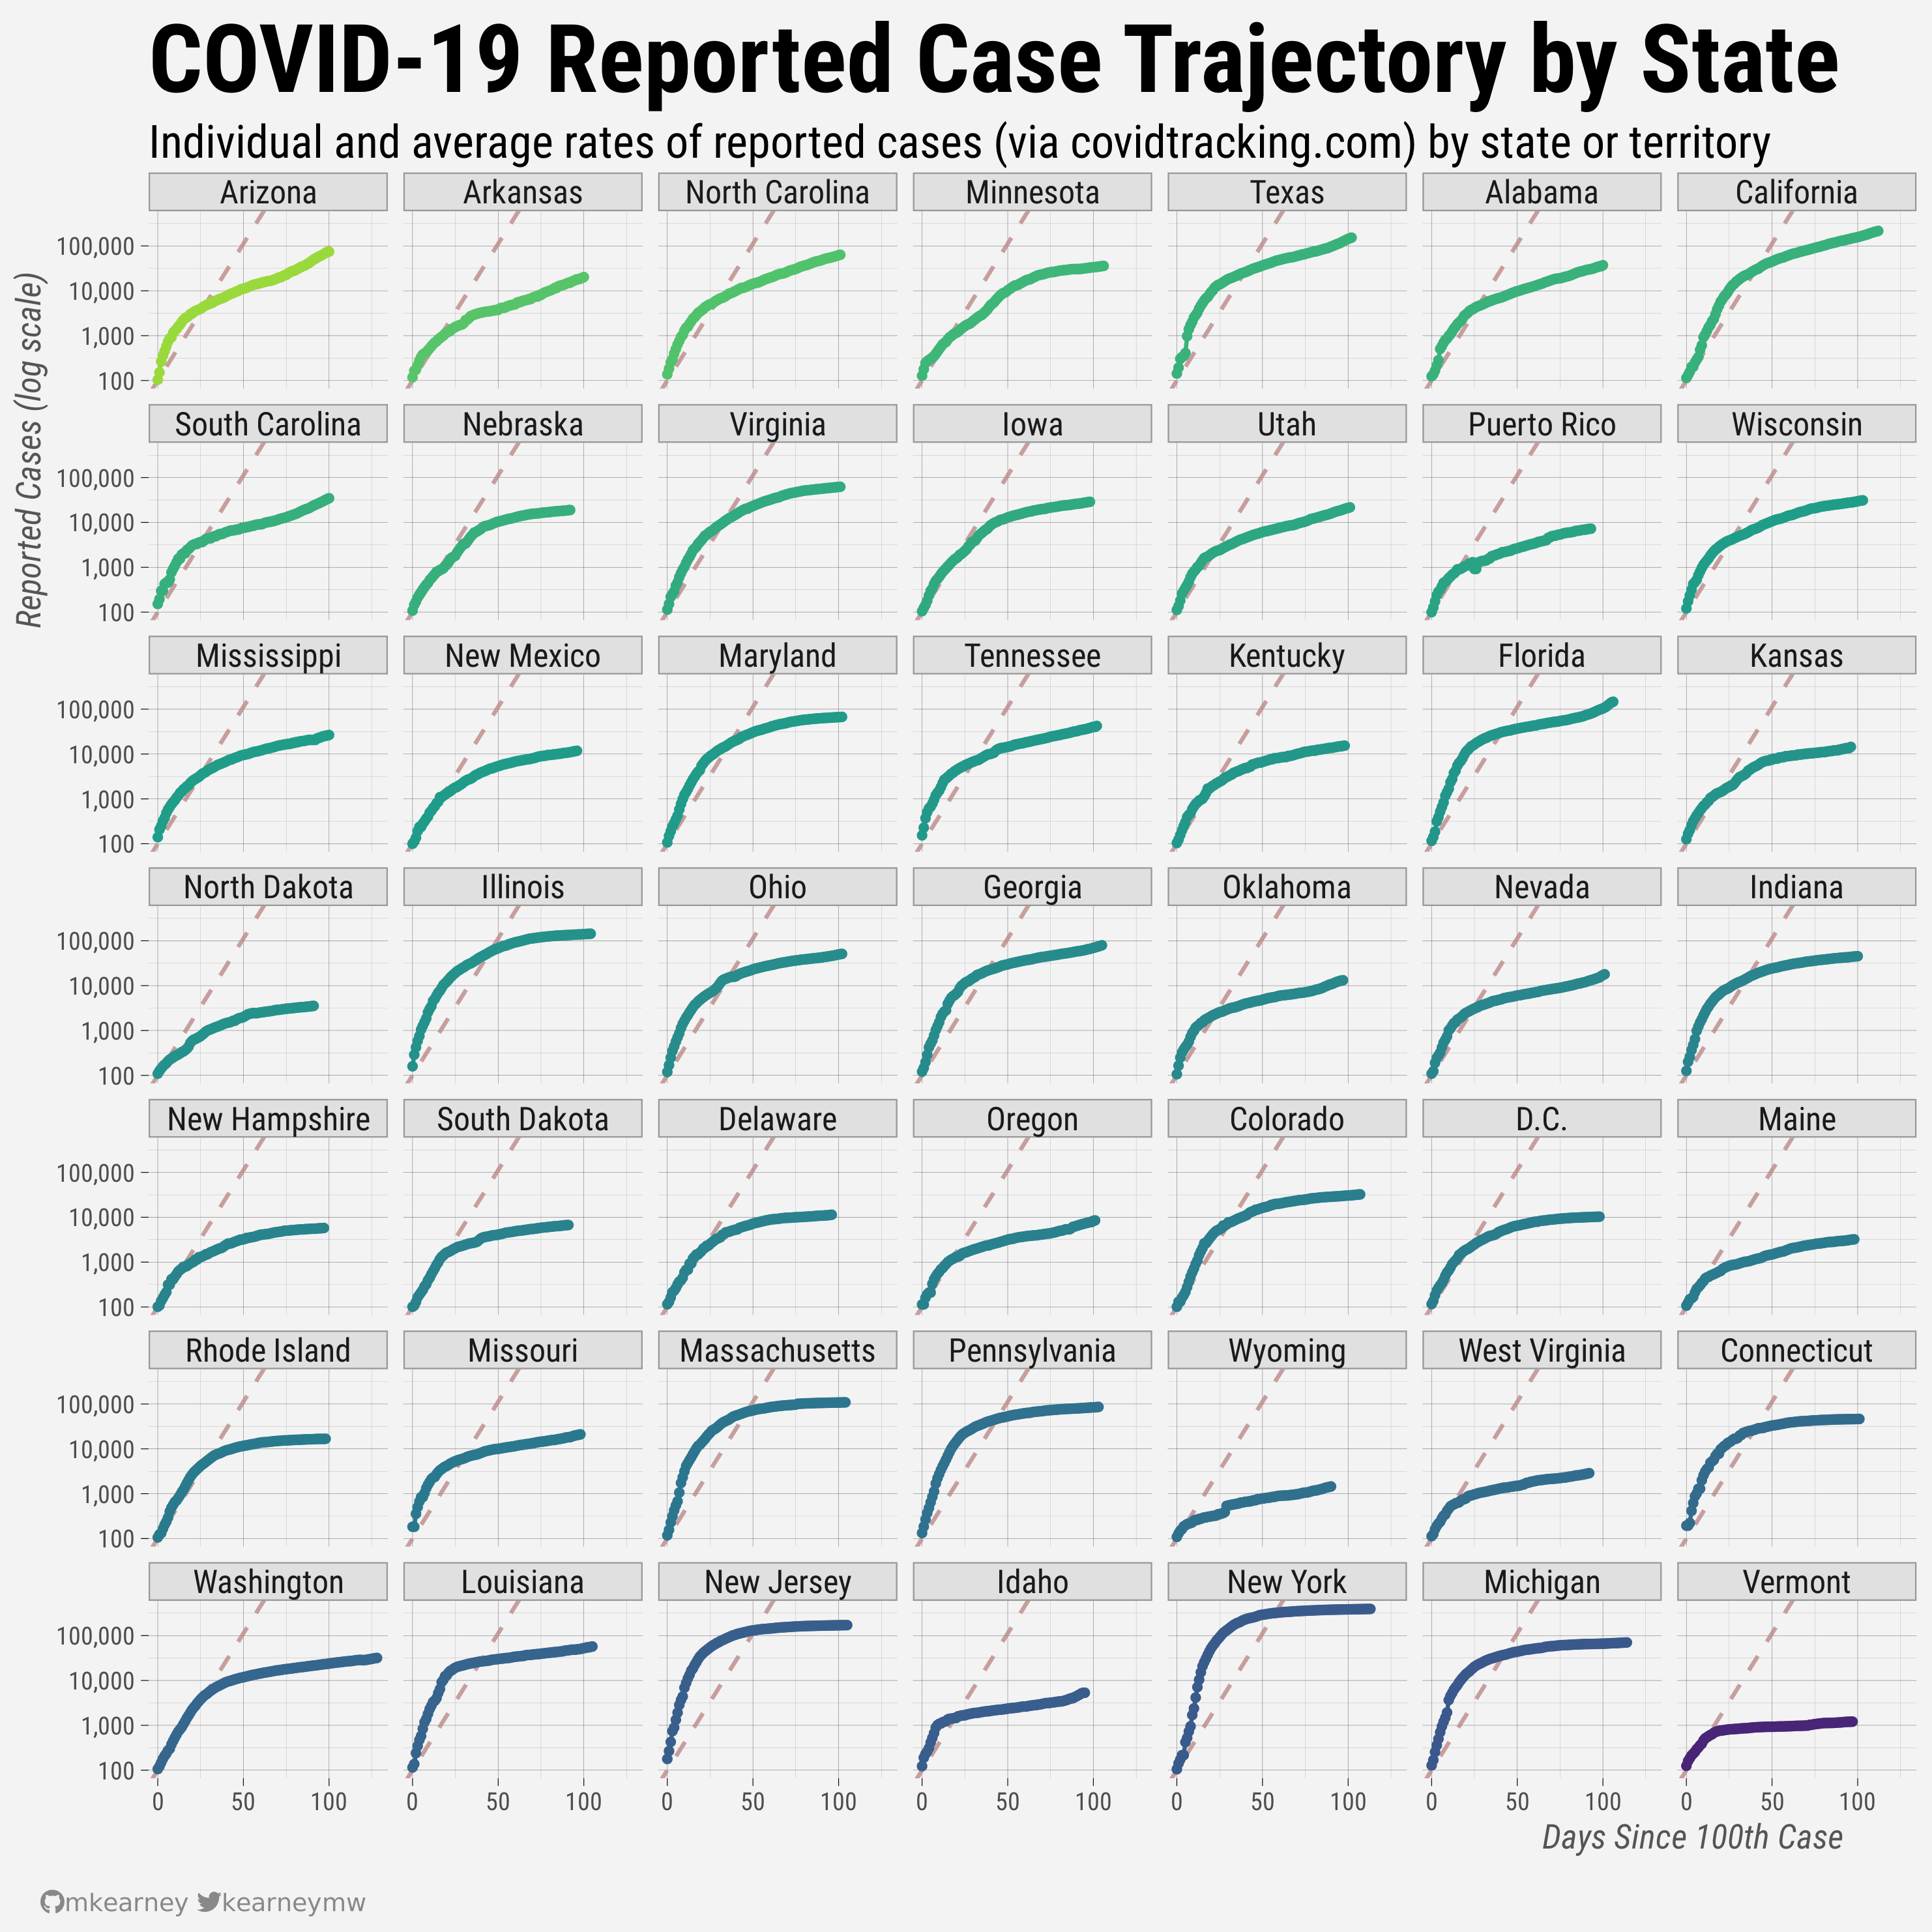 COVID-19 Reported Case Trajectory by State
Individual and average rates of reported cases (via covidtracking.com) by state or territory
Reported Cases (log scale)
Arizona Arkansas North Carolina Minnesota Texas Alabama California
100,000
10,000
1,000
100
South Carolina Nebraska Virginia Iowa Utah Puerto Rico Wisconsin
100,000
10,000
1,000
100
Mississippi New Mexico Maryland Tennessee Kentucky Florida Kansas
100,000
10,000
1,000
100
North Dakota Illinois Ohio Georgia Oklahoma Nevada Indiana
100,000
10,000
1,000
100
New Hampshire South Dakota Delaware Oregon Colorado D.C. Maine
100,000
10,000
1,000
100
Rhode Island Missouri Massachusetts Pennsylvania Wyoming West Virginia Connecticut
100,000
10,000
1,000
100
Washington Louisiana New Jersey Idaho New York Michigan Vermont
100,000
10,000
1,000
100
0 50 100 0 50 100 0 50 100 0 50 100 0 50 100 0 50 100 0 50 100
Days Since 100th Case
mkearney kearneymw